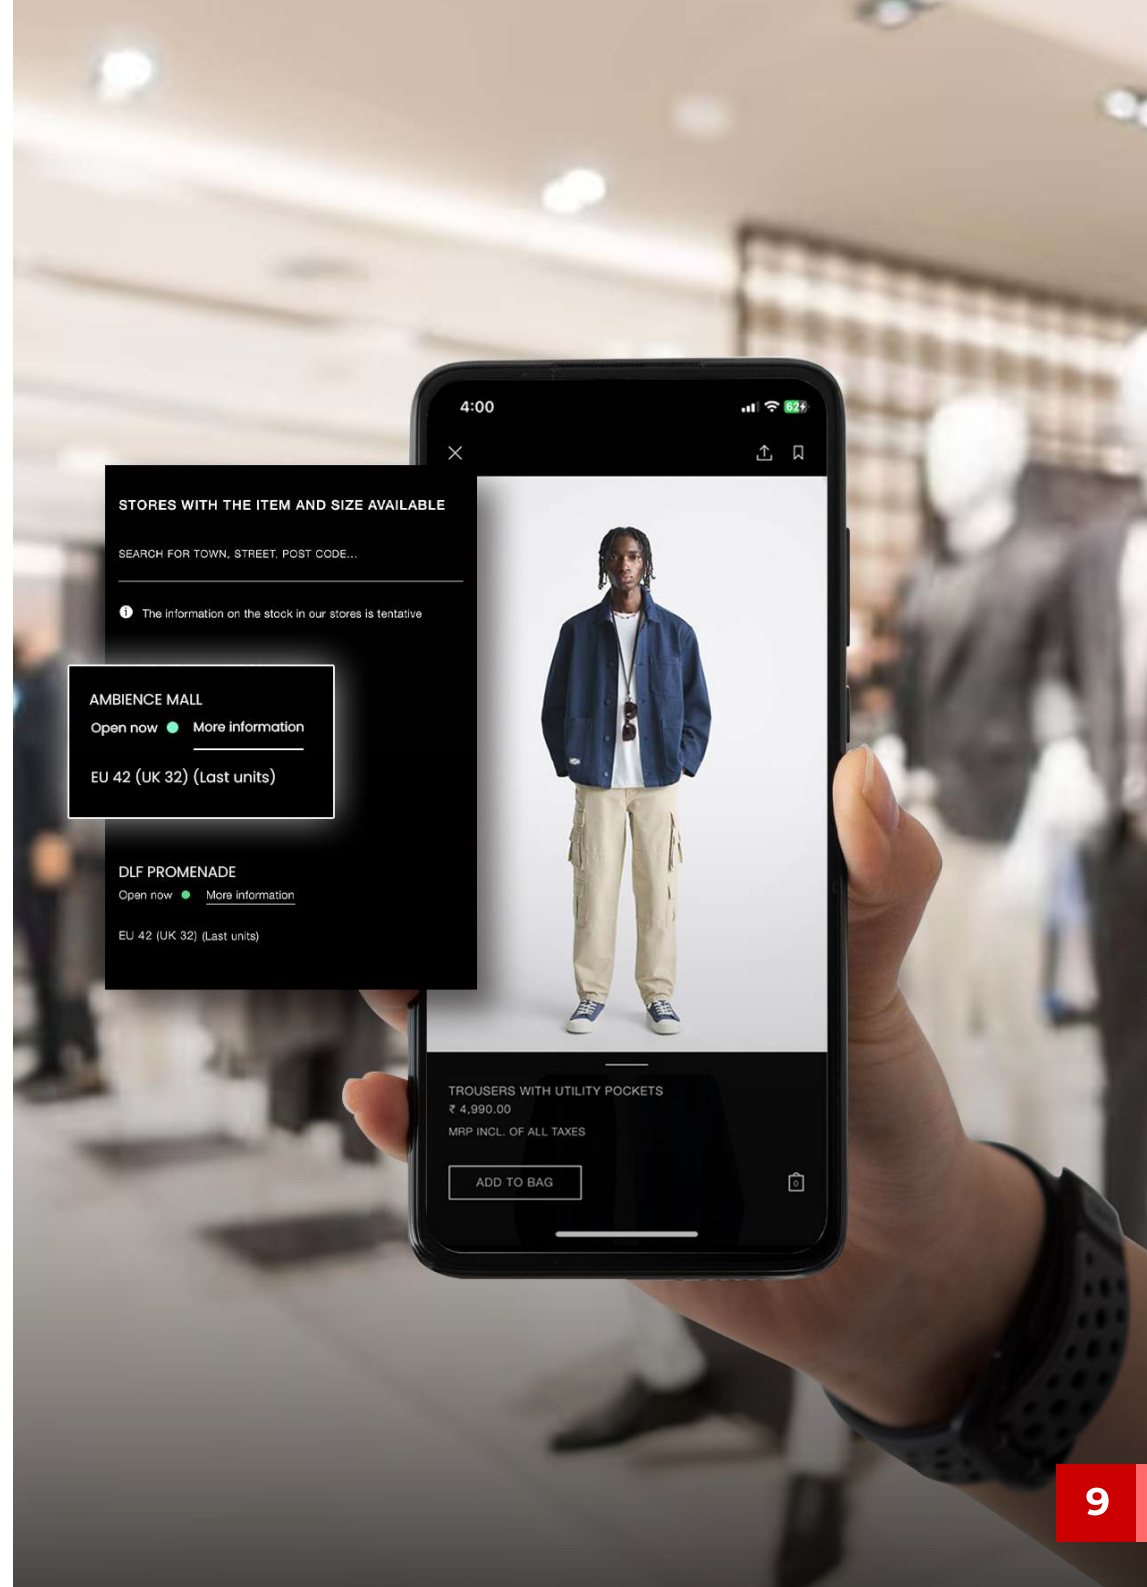 4:00
62
STORES WITH THE ITEM AND SIZE AVAILABLE
SEARCH FOR TOWN, STREET, POST CODE...
The information on the stock in our stores is tentative
AMBIENCE MALL
Open now More information
EU 42 (UK 32) (Last units)
DLF PROMENADE
Open now More information
EU 42 (UK 32) (Last units)
TROUSERS WITH UTILITY POCKETS
₹ 4,990.00
MRP INCL. OF ALL TAXES
ADD TO BAG
0
9